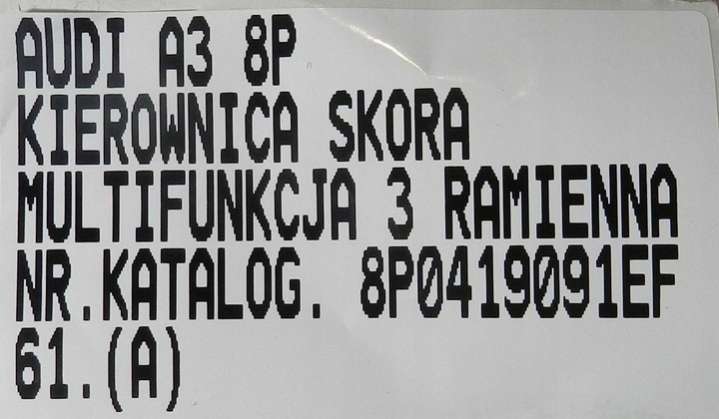 AUDI A3 8P
KIEROWNICA SKORA
MULTIFUNKCJA 3 RAMIENNA
NR.KATALOG. 8P0419091EF
61.(A)